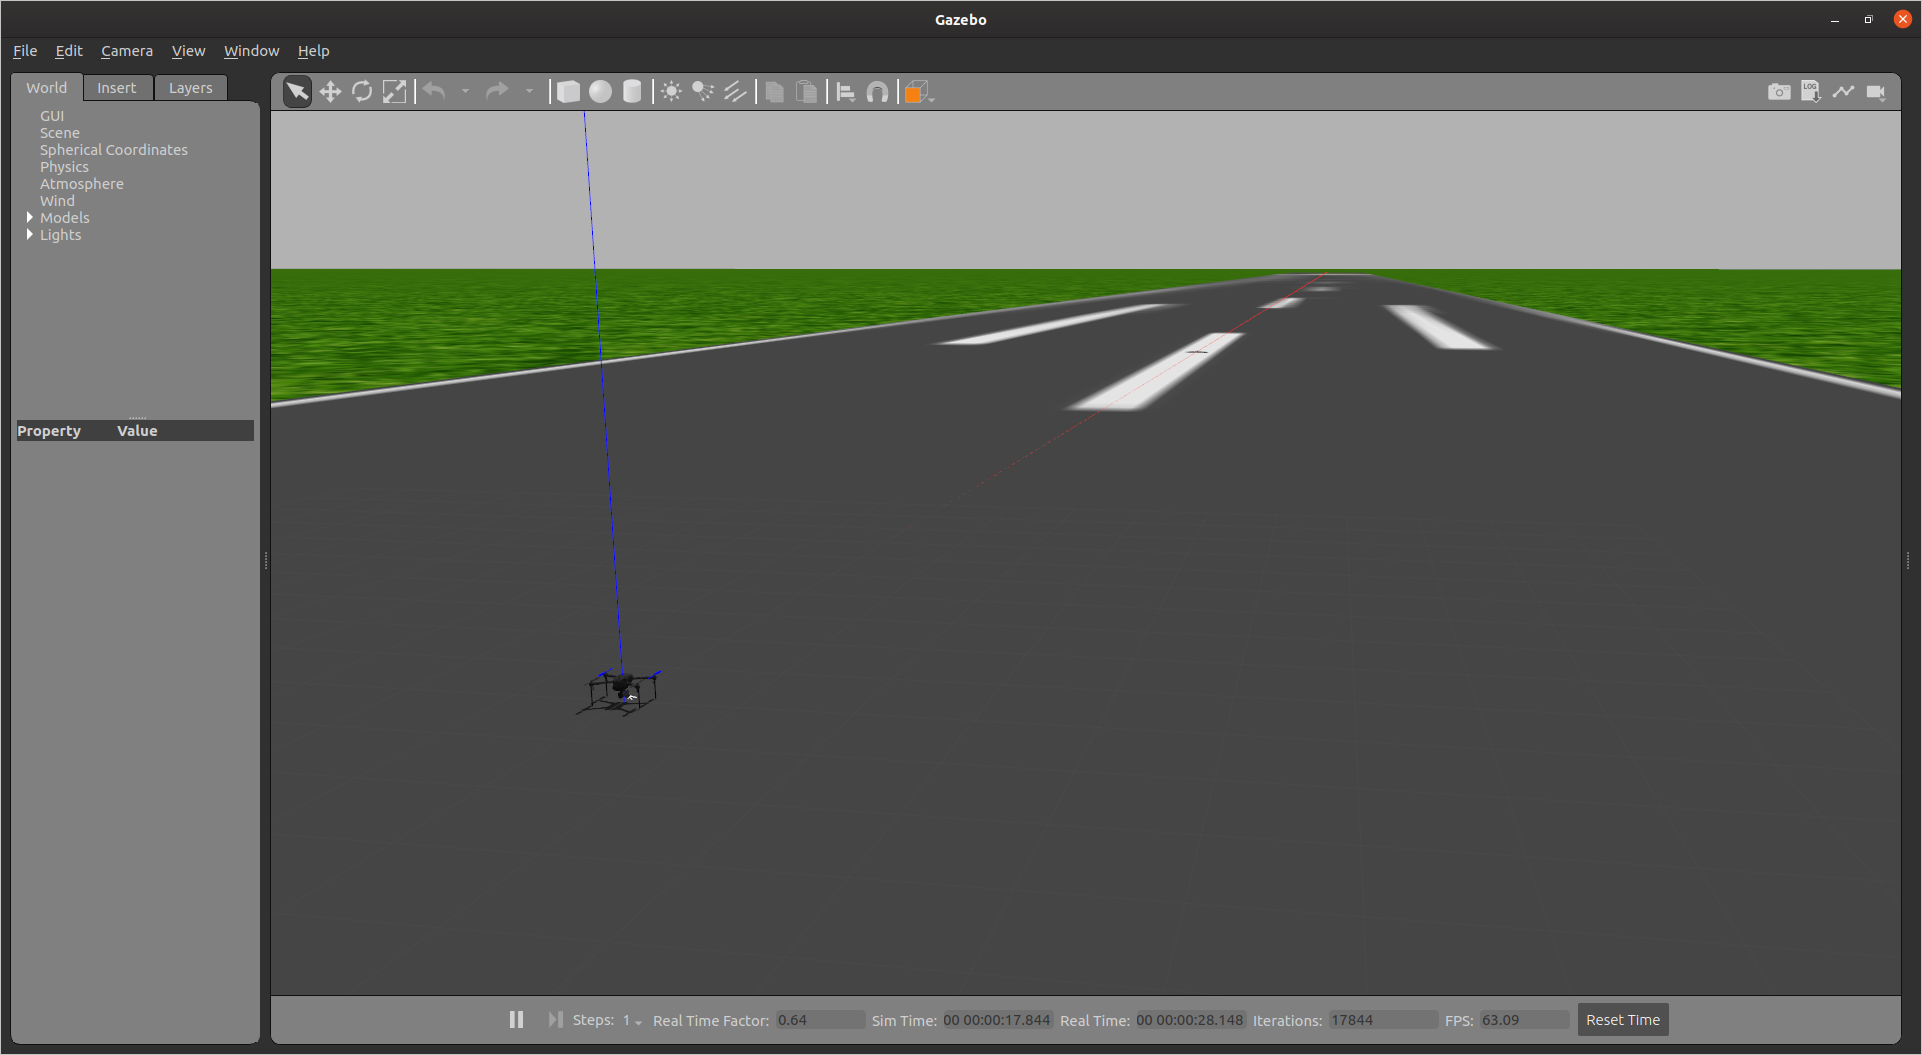 Gazebo
File Edit Camera View Window Help
World Insert Layers
GUI
Scene
Spherical Coordinates
Physics
Atmosphere
Wind
Models
Lights
Property Value
LOG
Steps: 1 Real Time Factor: 0.64 Sim Time: 00 00:00:17.844 Real Time: 00 00:00:28.148 Iterations: 17844 FPS: 63.09 Reset Time